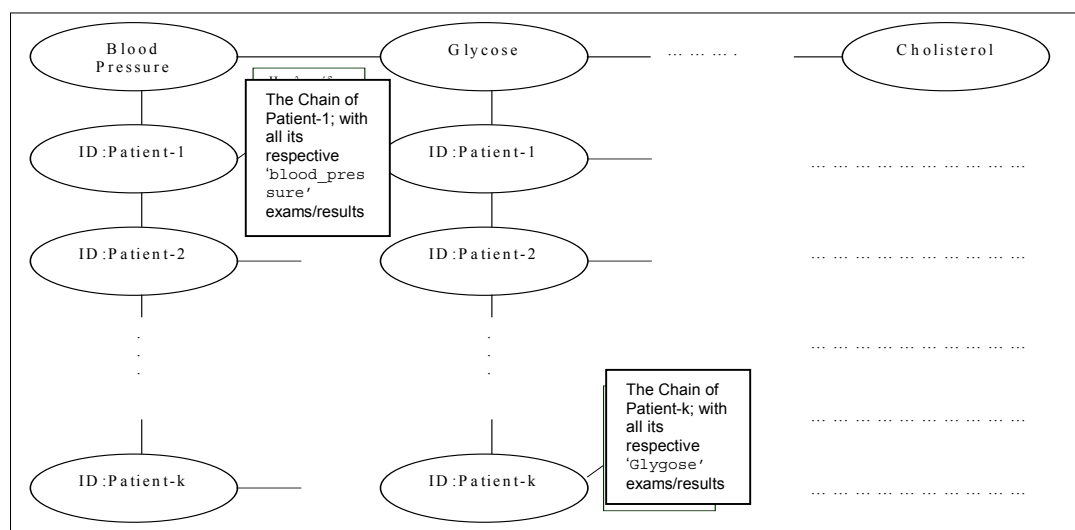 Blood
Pressure
Glycose
... ... ... .
Cholisterol
The Chain of
Patient-1; with
all its
respective
‘blood_pres
sure’
exams/results
ID:Patient-1
ID:Patient-1
... ... ... ... ... ... ... ... ... ...
ID:Patient-2
ID:Patient-2
... ... ... ... ... ... ... ... ... ...
... ... ... ... ... ... ... ... ... ...
The Chain of
Patient-k; with
all its
respective
‘Glygose’
exams/results
... ... ... ... ... ... ... ... ... ...
ID:Patient-k
ID:Patient-k
... ... ... ... ... ... ... ... ... ...